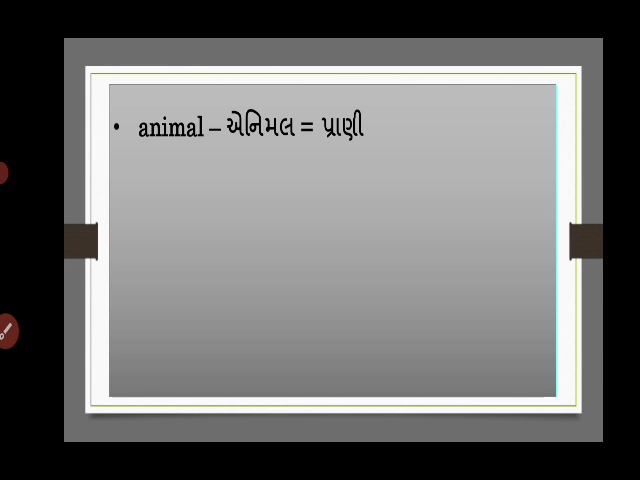 • animal – એનિમલ = પ્રાણી